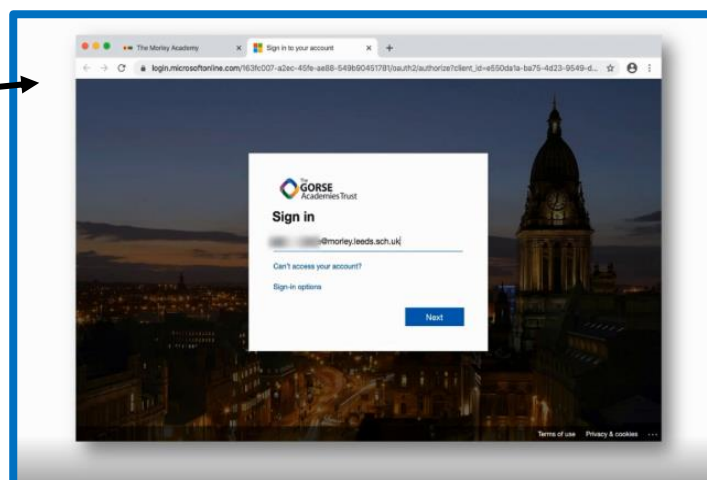 The Morley Academy
Sign in to your account
login.microsoftonline.com/163fc007-a2ec-45fe-ae88-549b90451781/oauth2/authorize?client_id=e550da1a-ba75-4d23-9549-d...
The
GORSE
Academies Trust
Sign in
@morley.leeds.sch.uk
Can't access your account?
Sign-in options
Next
Terms of use Privacy & cookies ...